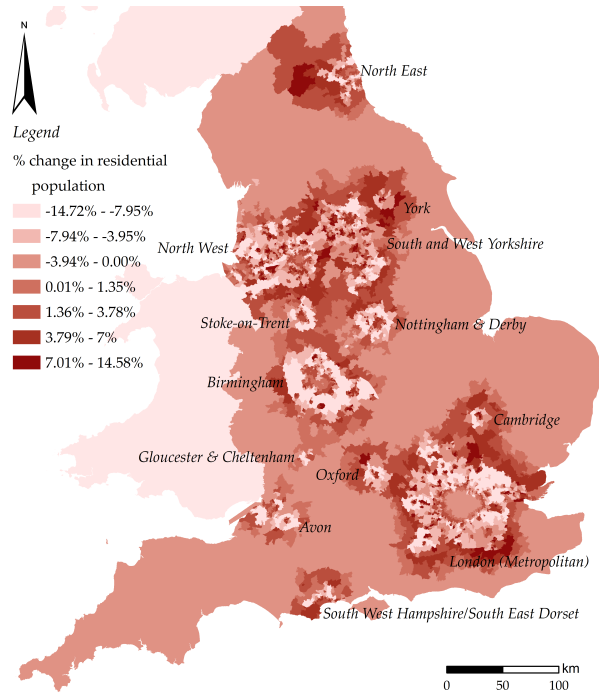 N
North East
Legend
% change in residential
population
-14.72% - -7.95%
-7.94% - -3.95%
-3.94% - 0.00%
0.01% - 1.35%
1.36% - 3.78%
3.79% - 7%
7.01% - 14.58%
York
North West
South and West Yorkshire
Stoke-on-Trent
Nottingham & Derby
Birmingham
Cambridge
Gloucester & Cheltenham
Oxford
Avon
London (Metropolitan)
South West Hampshire/South East Dorset
km
0 50 100